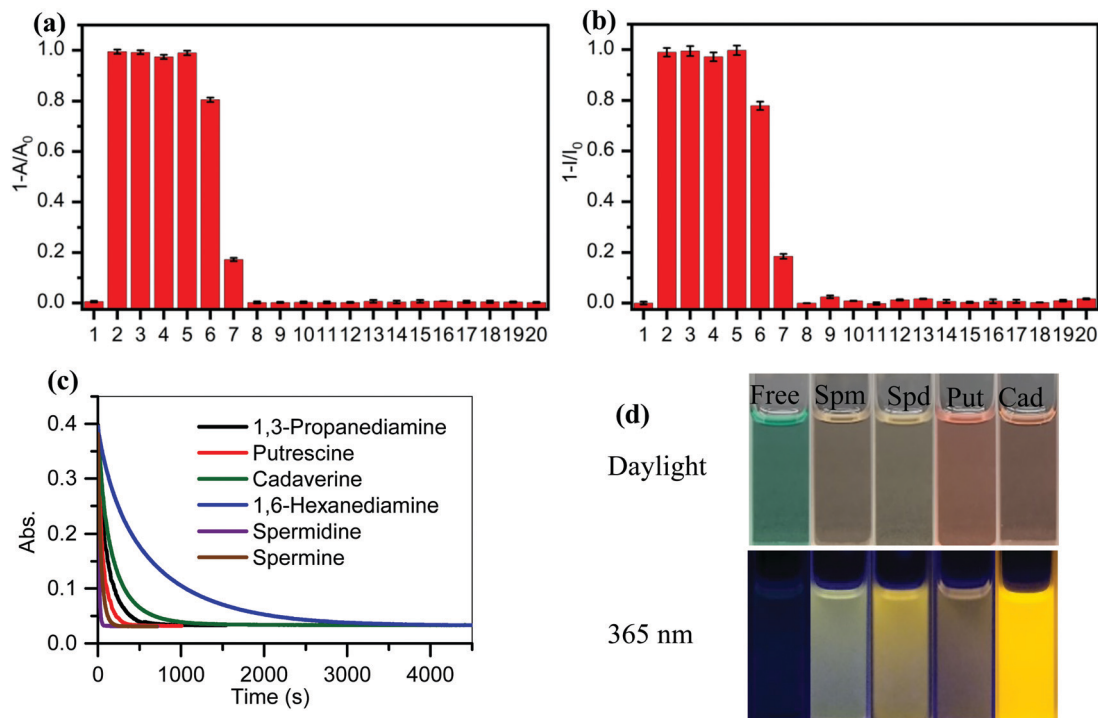 (a)
1-A/A0
1.0
0.8
0.6
0.4
0.2
0.0
1 2 3 4 5 6 7 8 9 10 11 12 13 14 15 16 17 18 19 20
(b)
1-I/I0
1.0
0.8
0.6
0.4
0.2
0.0
1 2 3 4 5 6 7 8 9 10 11 12 13 14 15 16 17 18 19 20
(c)
Abs.
0.4
0.3
0.2
0.1
0.0
1,3-Propanediamine
Putrescine
Cadaverine
1,6-Hexanediamine
Spermidine
Spermine
0 1000 2000 3000 4000
Time (s)
(d)
Free Spm Spd Put Cad
Daylight
365 nm